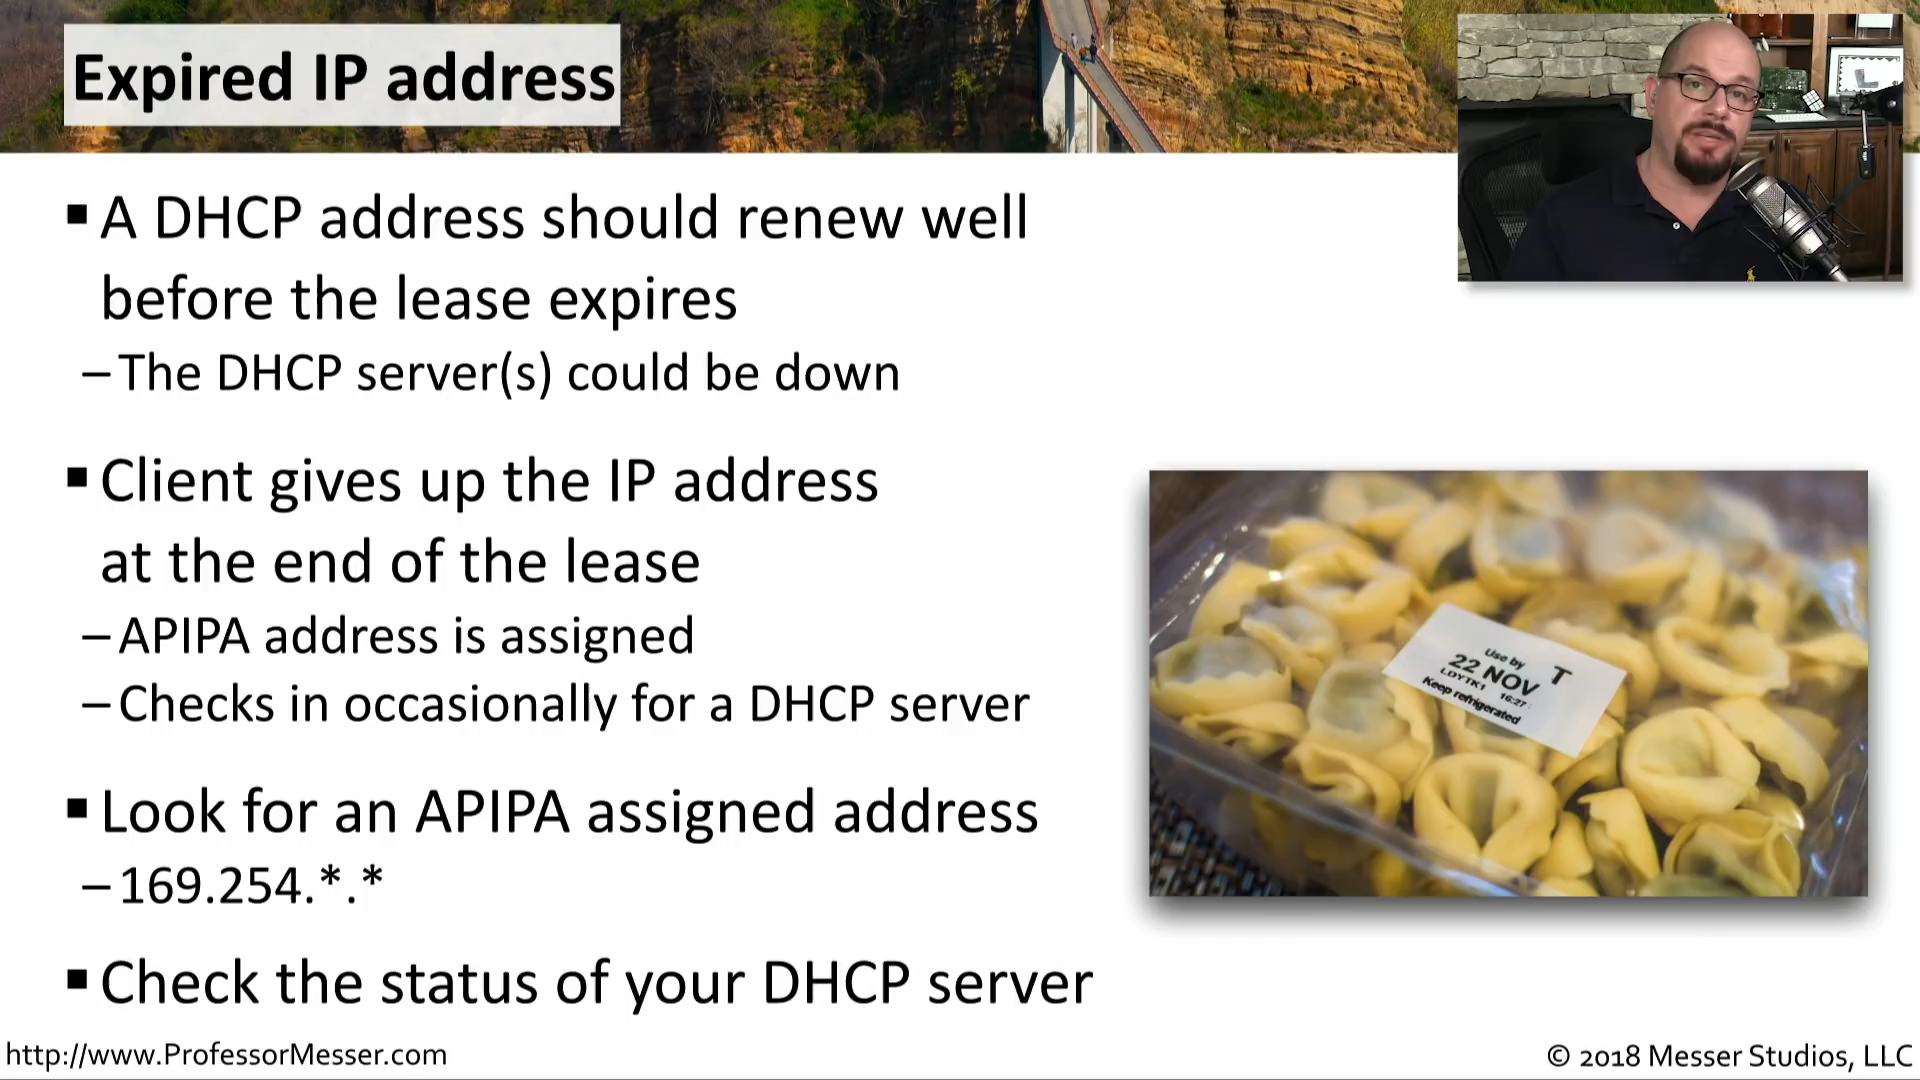 Expired IP address
▪ A DHCP address should renew well
before the lease expires
– The DHCP server(s) could be down
▪ Client gives up the IP address
at the end of the lease
– APIPA address is assigned
– Checks in occasionally for a DHCP server
▪ Look for an APIPA assigned address
– 169.254.*.*
▪ Check the status of your DHCP server
Use by
22 NOV T
LDYTK1 16:27
Keep refrigerated
http://www.ProfessorMesser.com
© 2018 Messer Studios, LLC